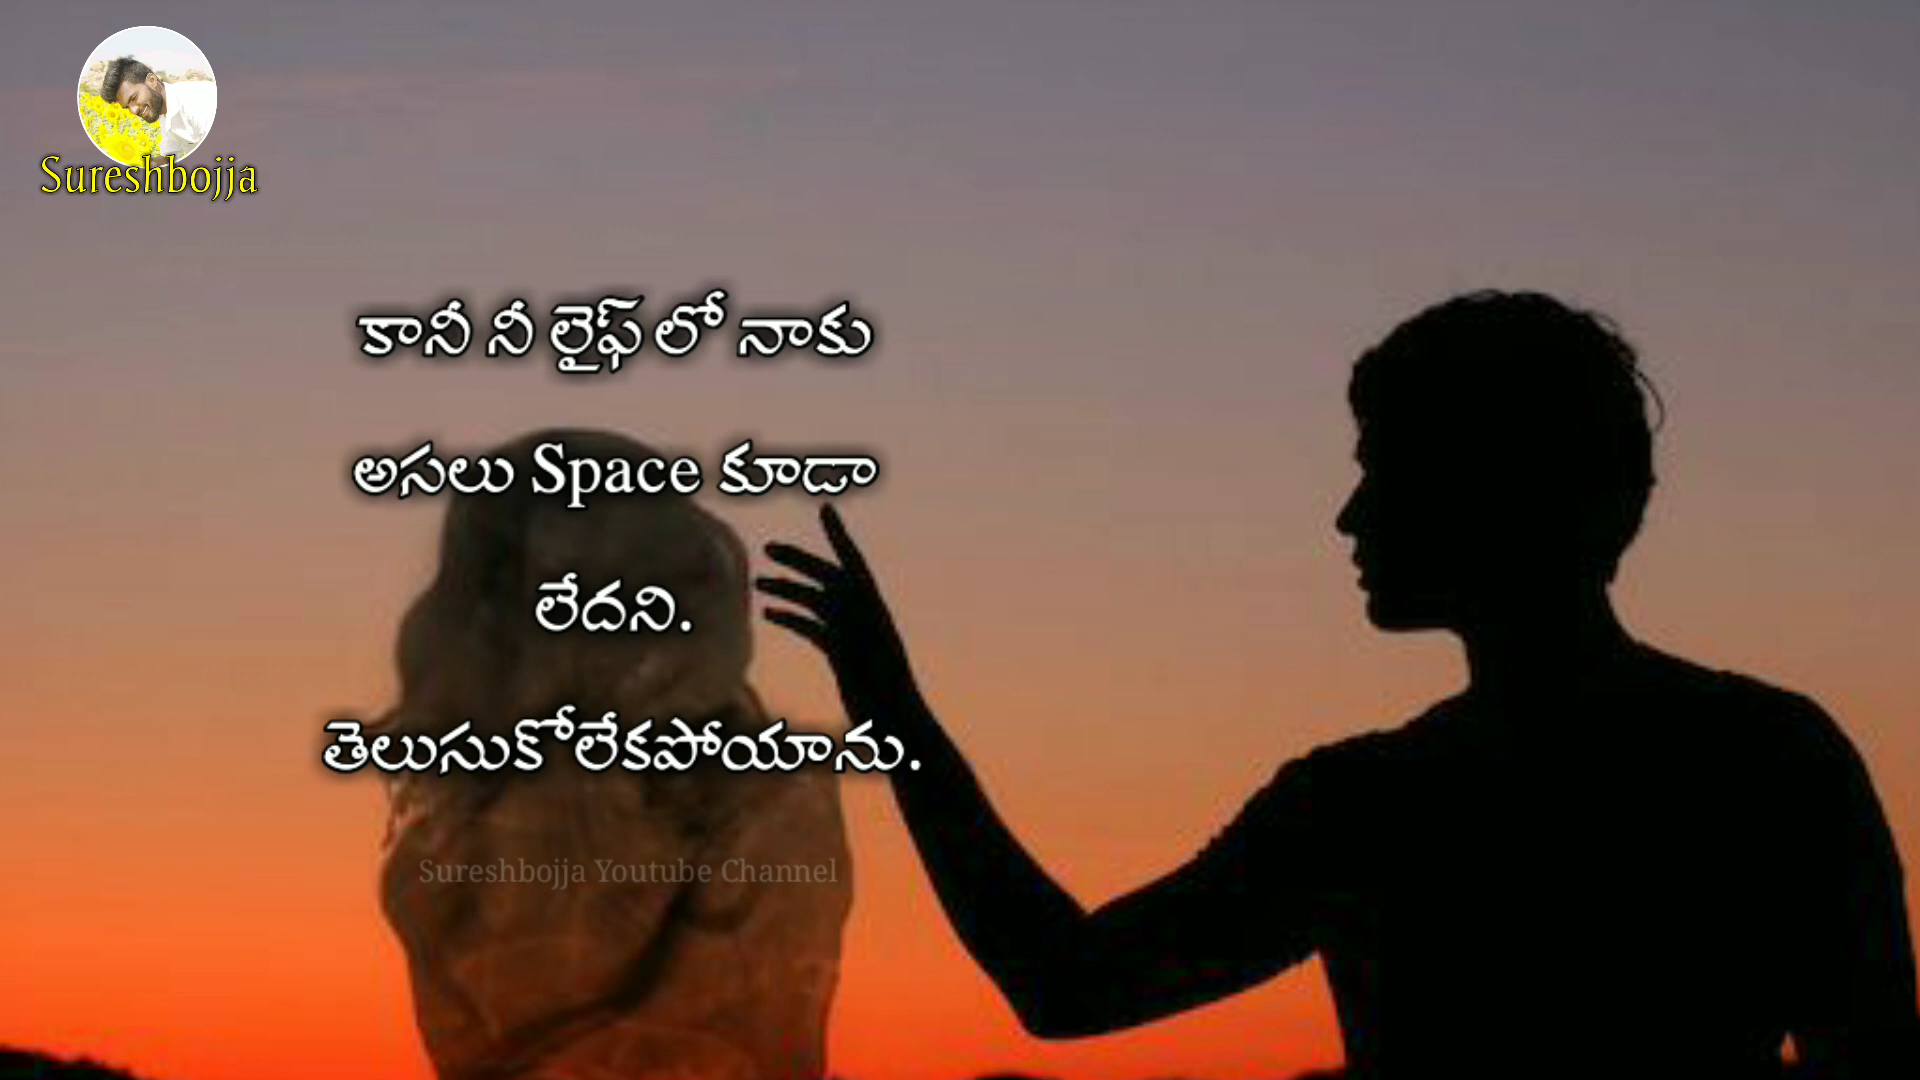 Sureshbojja
కానీ నీ లైఫ్ లో నాకు
అసలు Space కూడా
లేదని.
తెలుసుకోలేకపోయాను.
Sureshbojja Youtube Channel